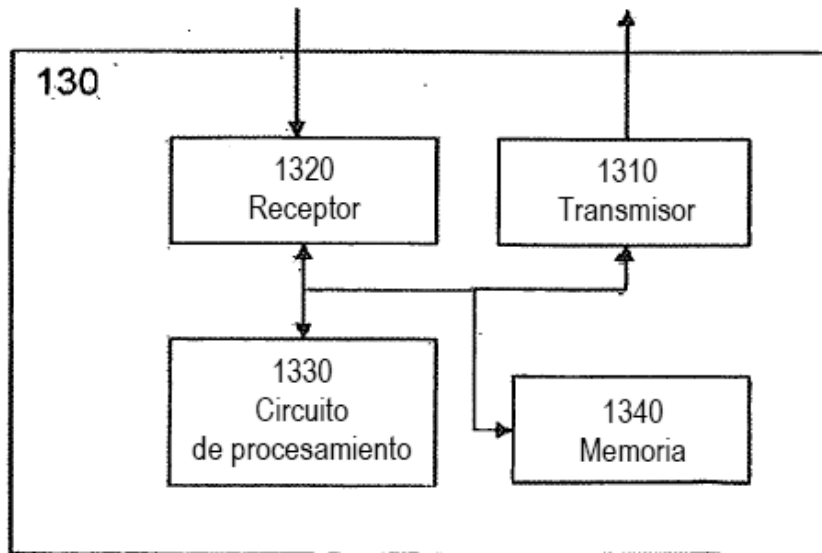 130
1320
Receptor
1310
Transmisor
1330
Circuito
de procesamiento
1340
Memoria